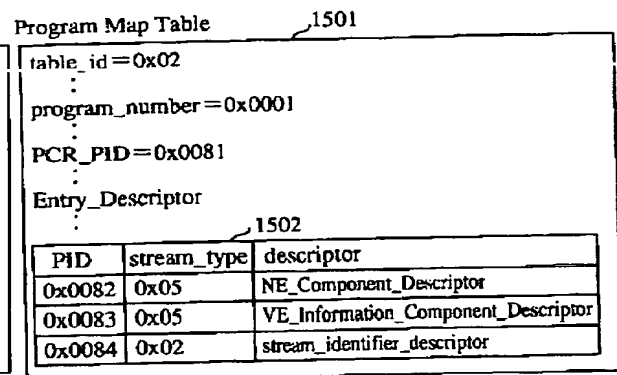 Program Map Table 1501
table_id=0x02
program_number=0x0001
PCR_PID=0x0081
Entry_Descriptor
1502
PID stream_type descriptor
0x0082 0x05 NE_Component_Descriptor
0x0083 0x05 VE_Information_Component_Descriptor
0x0084 0x02 stream_identifier_descriptor